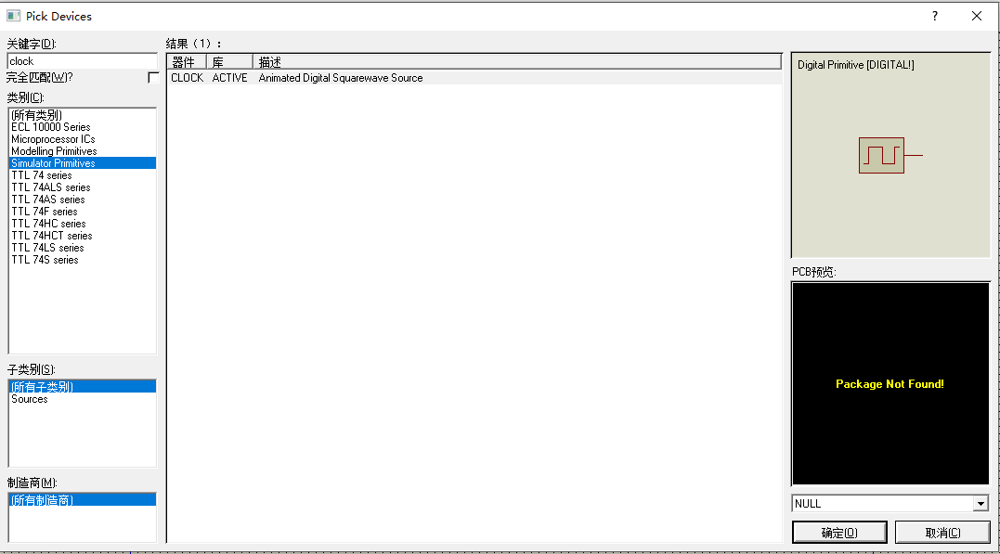 Pick Devices
?
关键字(D):
clock
完全匹配(W)?
类别(C):
(所有类别)
ECL 10000 Series
Microprocessor ICs
Modelling Primitives
Simulator Primitives
TTL 74 series
TTL 74ALS series
TTL 74AS series
TTL 74F series
TTL 74HC series
TTL 74HCT series
TTL 74LS series
TTL 74S series
子类别(S):
(所有子类别)
Sources
制造商(M):
(所有制造商)
结果（1）:
器件 库 描述
CLOCK ACTIVE Animated Digital Squarewave Source
Digital Primitive [DIGITAL!]
PCB预览:
Package Not Found!
NULL
确定(O) 取消(C)